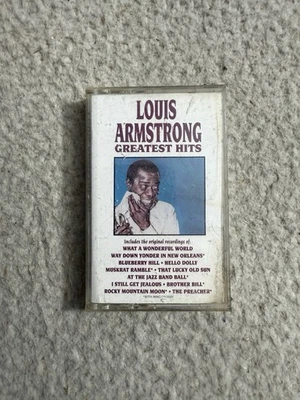 LOUIS
ARMSTRONG
GREATEST HITS
includes the original recordings of
WHAT A WONDERFUL WORLD
WAY DOWN YONDER IN NEW ORLEANS*
BLUEBERRY HILL • HELLO DOLLY
MUSKRAT RAMBLE* • THAT LUCKY OLD SUN
AT THE JAZZ BAND BALL*
I STILL GET JEALOUS • BROTHER BILL*
ROCKY MOUNTAIN MOON* • THE PREACHER*